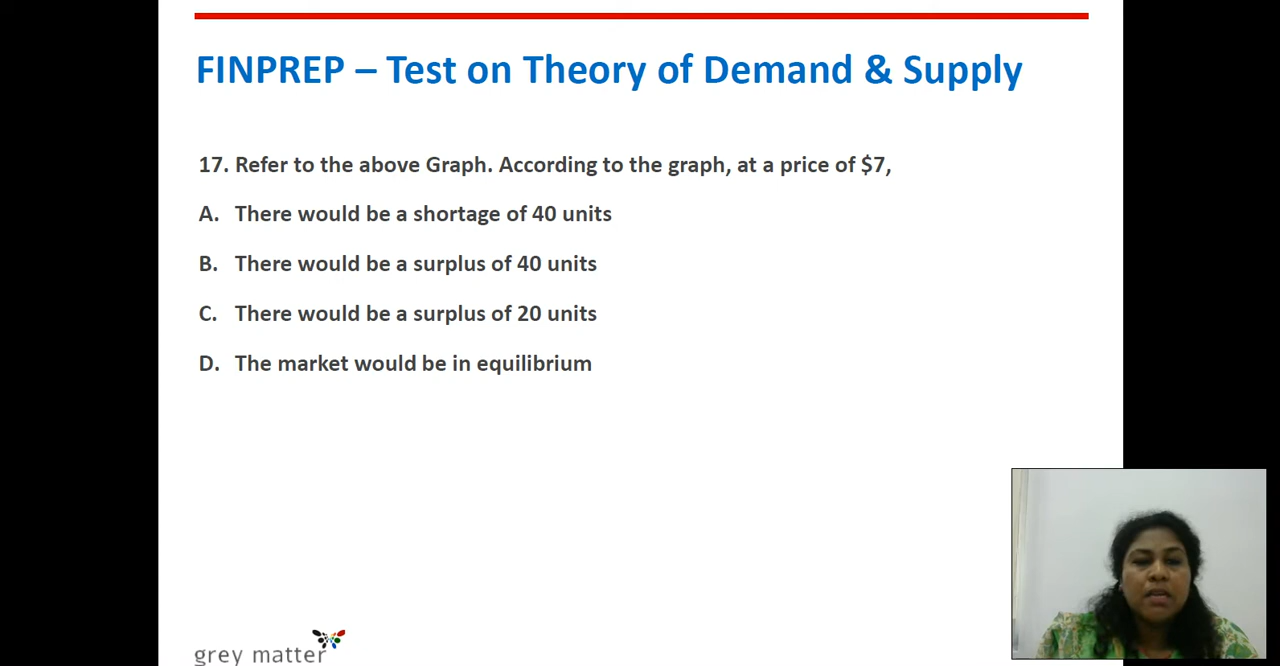 FINPREP – Test on Theory of Demand & Supply
17. Refer to the above Graph. According to the graph, at a price of $7,
A. There would be a shortage of 40 units
B. There would be a surplus of 40 units
C. There would be a surplus of 20 units
D. The market would be in equilibrium
grey matter